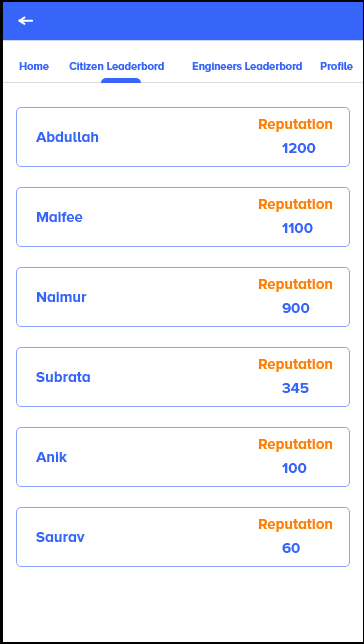 Home Citizen Leaderbord Engineers Leaderbord Profile
Reputation
Abdullah
1200
Reputation
Maifee
1100
Reputation
Naimur
900
Reputation
Subrata
345
Reputation
Anik
100
Reputation
Saurav
60